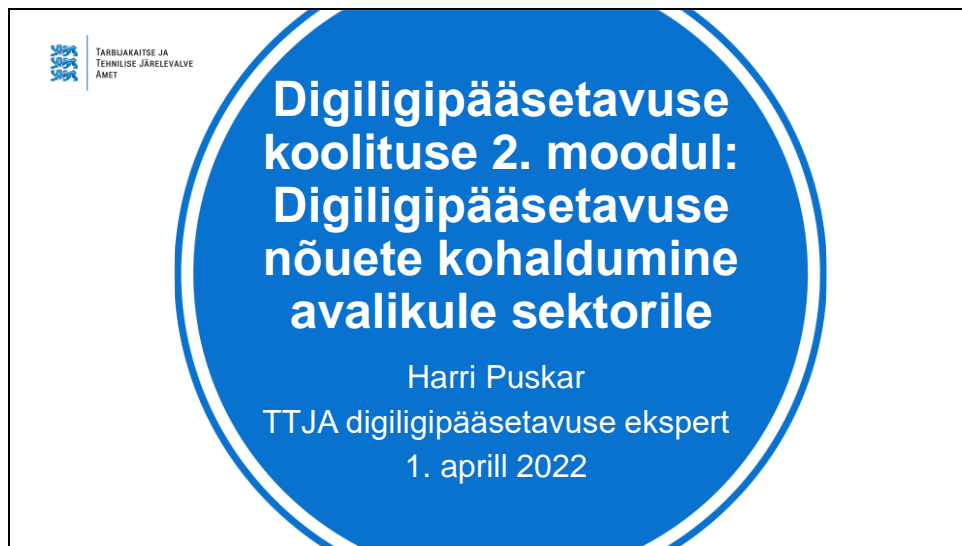 TARBIJAKAITSE JA
TEHNILISE JÄRELEVALVE
AMET
Digiligipääsetavuse
koolituse 2. moodul:
Digiligipääsetavuse
nõuete kohaldumine
avalikule sektorile
Harri Puskar
TTJA digiligipääsetavuse ekspert
1. aprill 2022